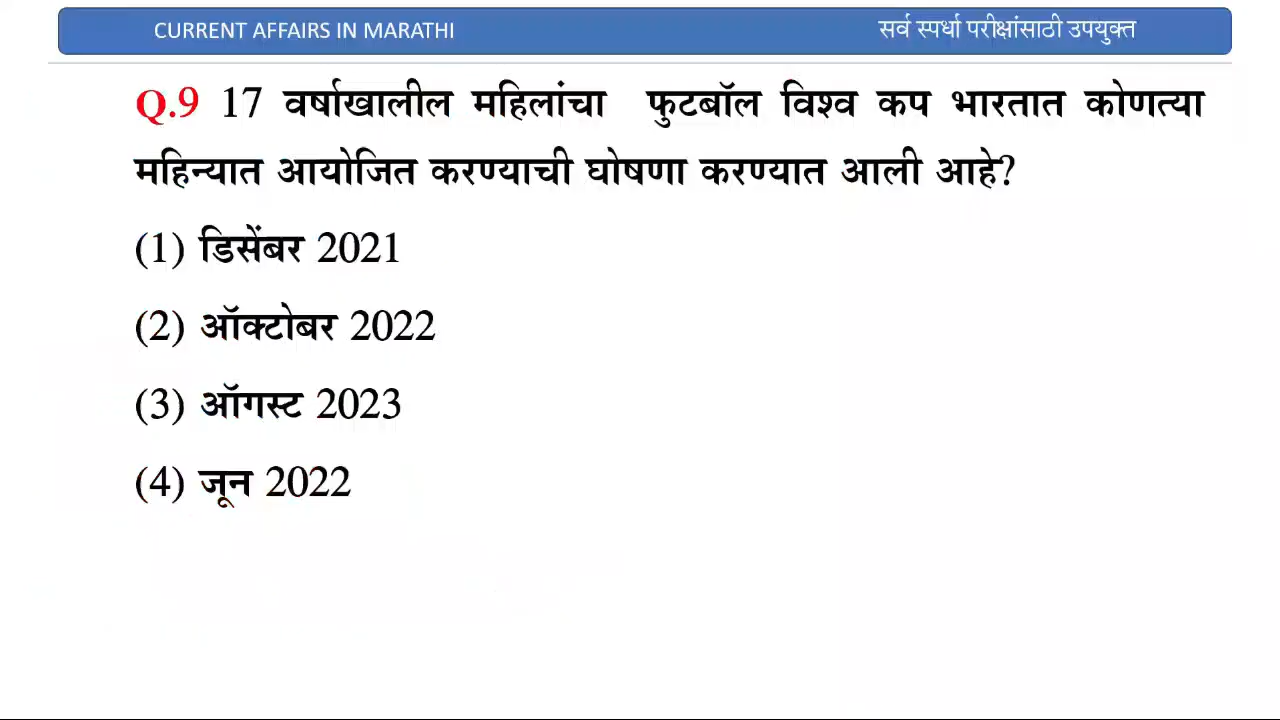 CURRENT AFFAIRS IN MARATHI सर्व स्पर्धा परीक्षांसाठी उपयुक्त
Q.9 17 वर्षाखालील महिलांचा फुटबॉल विश्व कप भारतात कोणत्या
महिन्यात आयोजित करण्याची घोषणा करण्यात आली आहे?
(1) डिसेंबर 2021
(2) ऑक्टोबर 2022
(3) ऑगस्ट 2023
(4) जून 2022